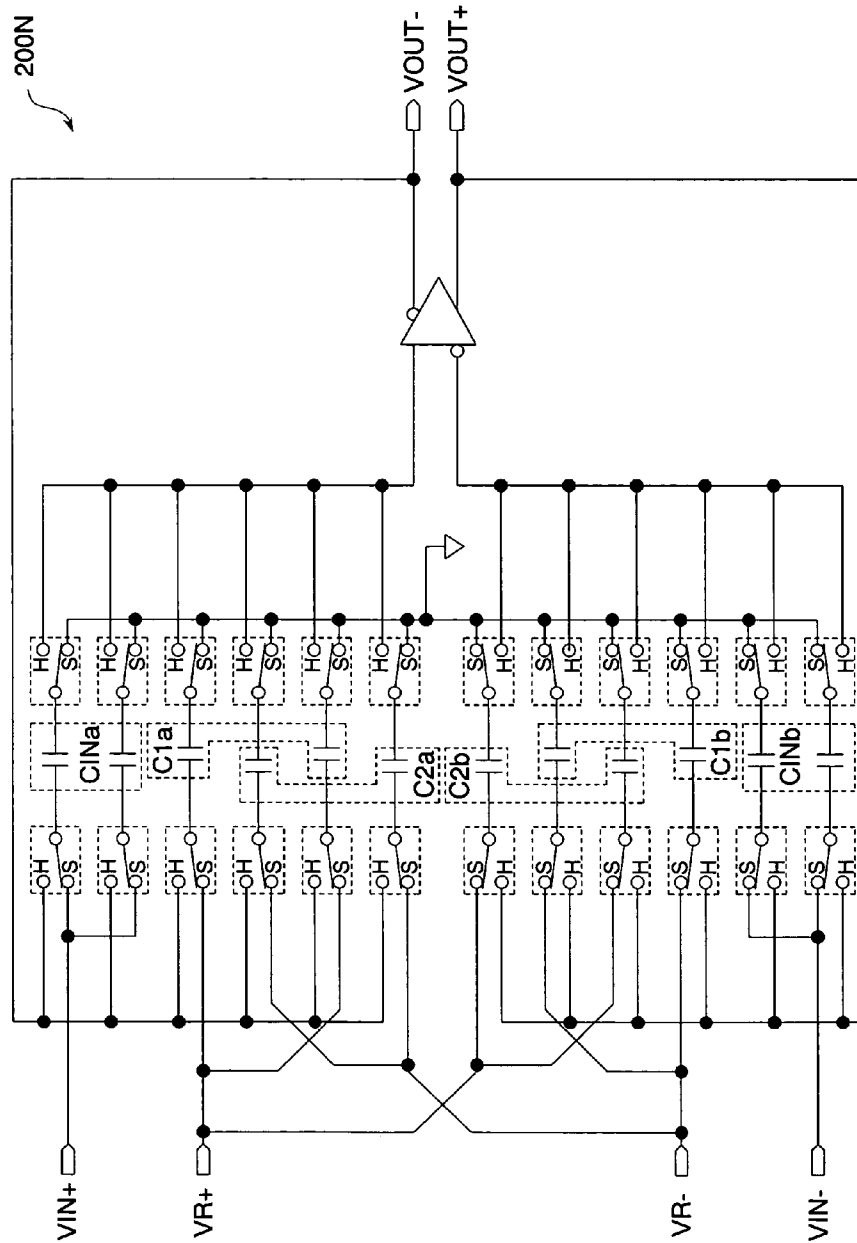 200N
H H
VIN+ S S
CINa
H H
S S
C1a
H H
VR+ S S
H H
S S
H H
S S
H H
S S
VOUT-
C2a
C2b
VOUT+
S S
H H
S S
H H
S S
H H
VR- S S
H H
C1b
S S
H H
CINb
VIN- S S
H H